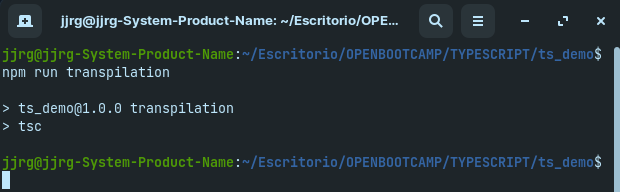 jjrg@jjrg-System-Product-Name: ~/Escritorio/OPE...
jjrg@jjrg-System-Product-Name:~/Escritorio/OPENBOOTCAMP/TYPESCRIPT/ts_demo$
npm run transpilation
> ts_demo@1.0.0 transpilation
> tsc
jjrg@jjrg-System-Product-Name:~/Escritorio/OPENBOOTCAMP/TYPESCRIPT/ts_demo$